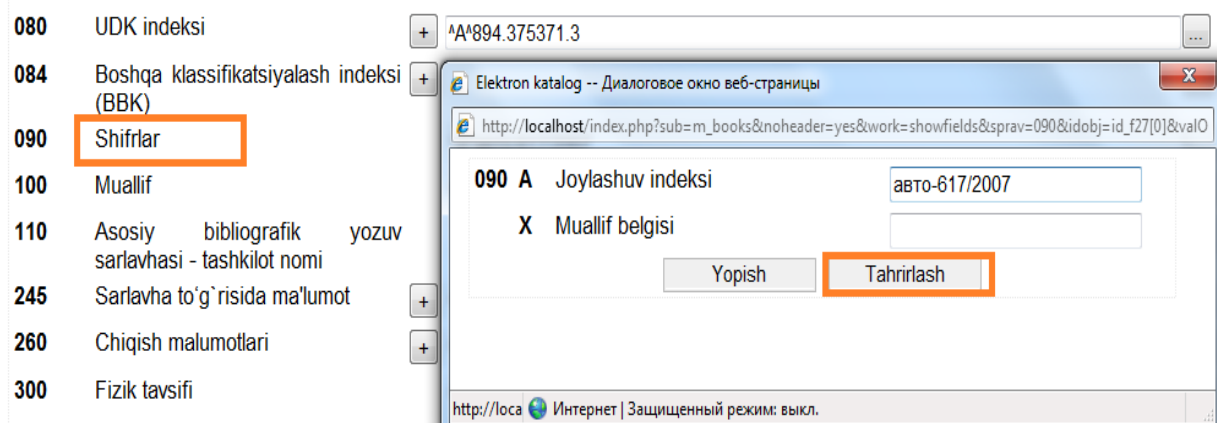 080 UDK indeksi + ^A^894.375371.3 ...
084 Boshqa klassifikatsiyalash indeksi +
(BBK)
090 Shifrlar
100 Muallif
110 Asosiy bibliografik yozuv
sarlavhasi - tashkilot nomi
245 Sarlavha to‘g`risida ma'lumot +
260 Chiqish malumotlari +
300 Fizik tavsifi
Elektron katalog -- Диалоговое окно веб-страницы X
http://localhost/index.php?sub=m_books&noheader=yes&work=showfields&sprav=090&idobj=id_f27[0]&valO
090 A Joylashuv indeksi авто-617/2007
X Muallif belgisi
Yopish Tahrirlash
http://loca Интернет | Защищенный режим: выкл.